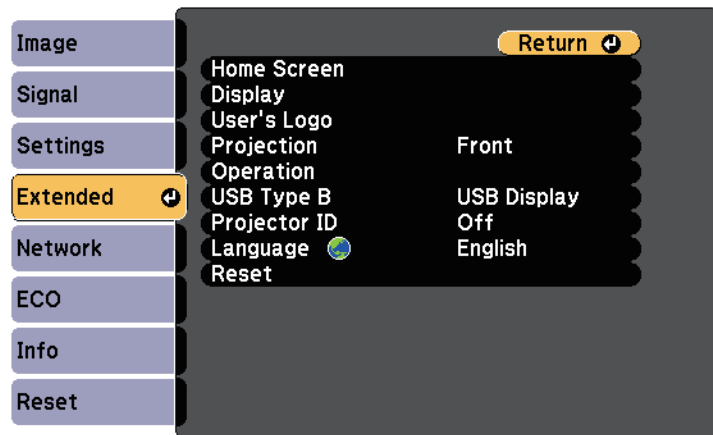 Image
Signal
Settings
Extended
Network
ECO
Info
Reset
Return
Home Screen
Display
User's Logo
Projection Front
Operation
USB Type B USB Display
Projector ID Off
Language English
Reset